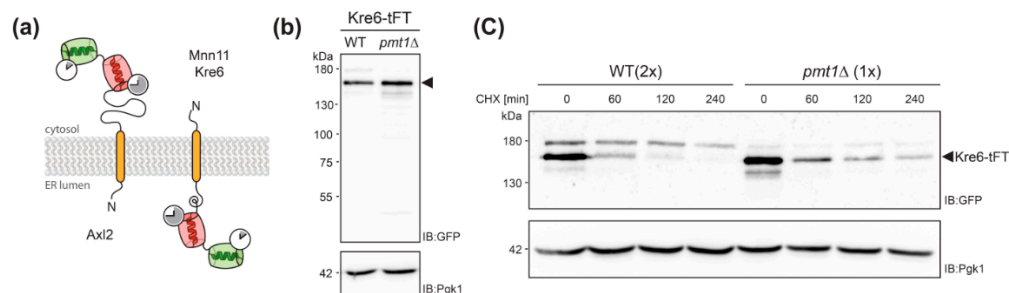 (a)
Mnn11
Kre6
N
cytosol
ER lumen
N
Axl2
(b)
Kre6-tFT
WT pmt1Δ
kDa
180
130
100
75
55
IB:GFP
42
IB:Pgk1
(C)
WT(2x) pmt1Δ (1x)
CHX [min] 0 60 120 240 0 60 120 240
kDa
180
Kre6-tFT
130
IB:GFP
42
IB:Pgk1